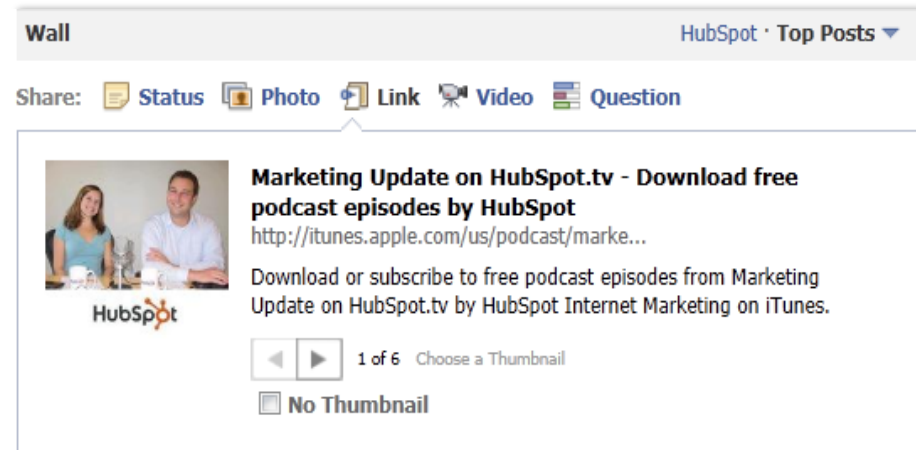 Wall HubSpot · Top Posts
Share: Status Photo Link Video Question
Marketing Update on HubSpot.tv - Download free
podcast episodes by HubSpot
http://itunes.apple.com/us/podcast/marke...
Download or subscribe to free podcast episodes from Marketing
Update on HubSpot.tv by HubSpot Internet Marketing on iTunes.
HubSpot
1 of 6 Choose a Thumbnail
No Thumbnail